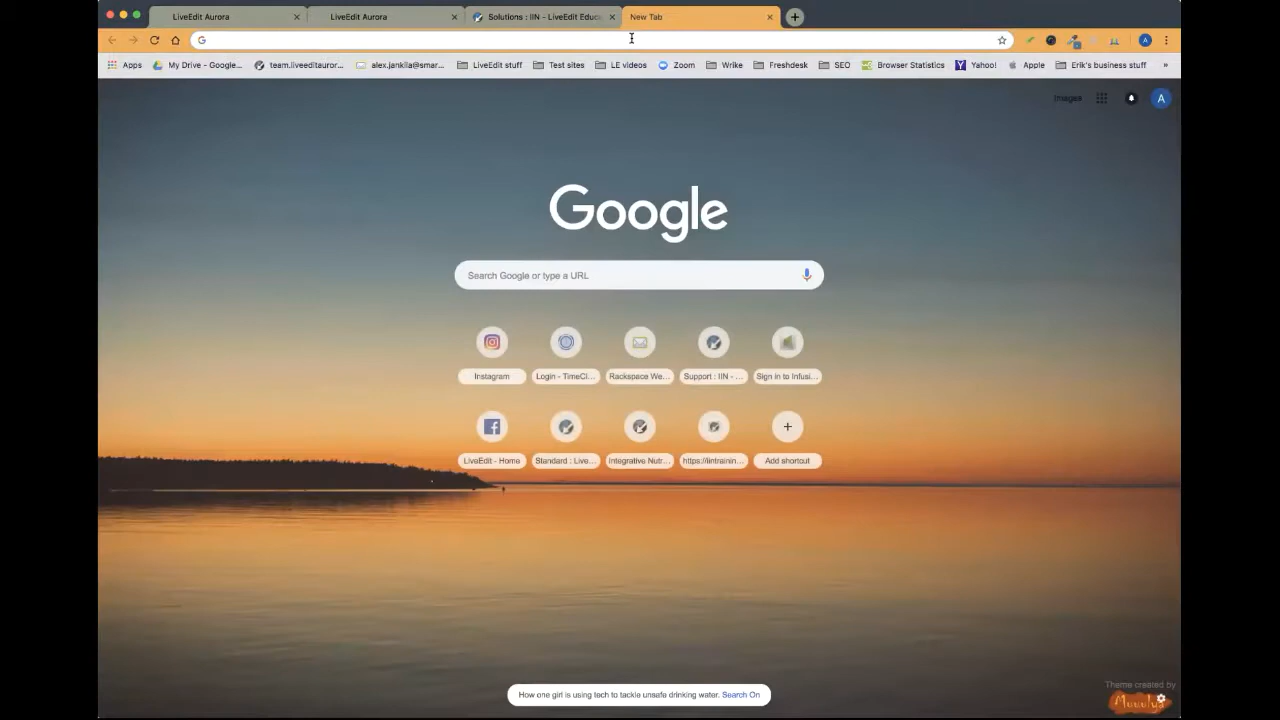 LiveEdit Aurora
LiveEdit Aurora
Solutions : IIN - LiveEdit Educ
New Tab
Apps
My Drive - Google...
team.liveeditauror...
alex.jankila@smar...
LiveEdit stuff
Test sites
LE videos
Zoom
Wrike
Freshdesk
SEO
Browser Statistics
Yahoo!
Apple
Erik's business stuff
»
Images
A
A
Google
Search Google or type a URL
Instagram
Login - TimeCl...
Rackspace We...
Support : IIN - ...
Sign in to Infusi...
LiveEdit - Home
Standard : Live...
Integrative Nutr...
https://iintrainin...
Add shortcut
How one girl is using tech to tackle unsafe drinking water. Search On
Theme created by